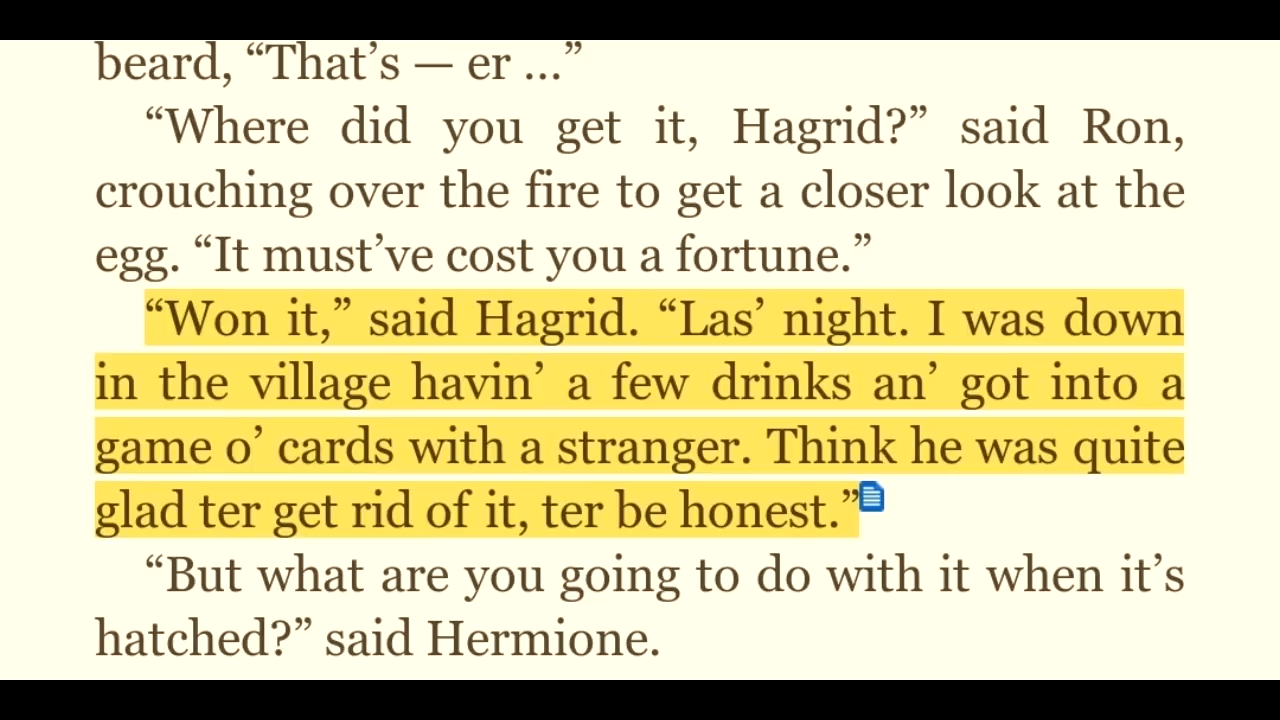 beard, “That’s — er ...”
“Where did you get it, Hagrid?” said Ron,
crouching over the fire to get a closer look at the
egg. “It must’ve cost you a fortune.”
“Won it,” said Hagrid. “Las’ night. I was down
in the village havin’ a few drinks an’ got into a
game o’ cards with a stranger. Think he was quite
glad ter get rid of it, ter be honest.”
“But what are you going to do with it when it’s
hatched?” said Hermione.